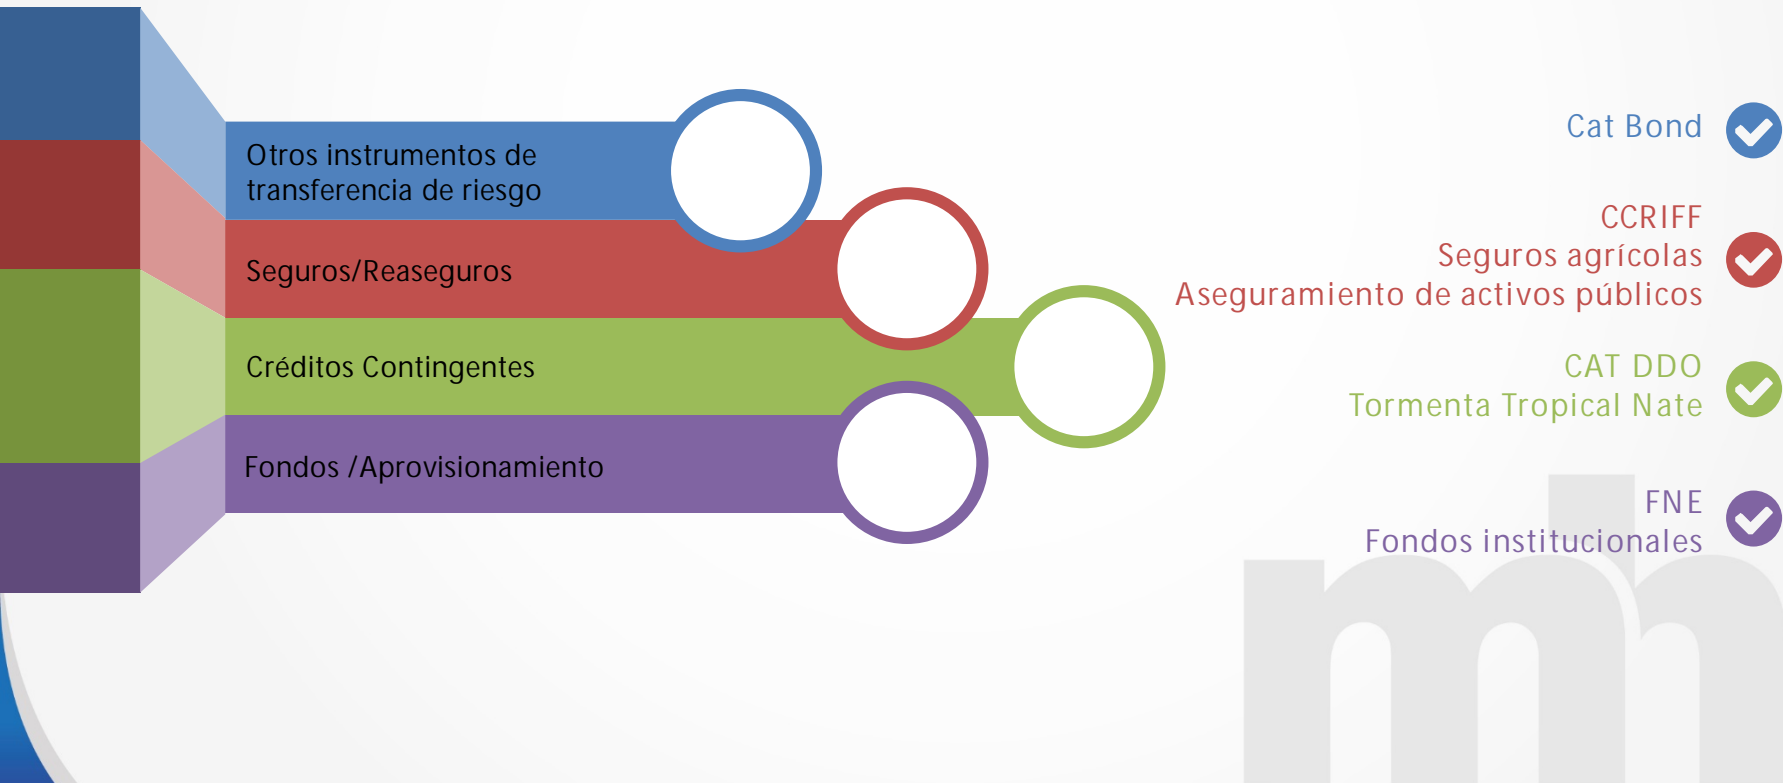 Otros instrumentos de
transferencia de riesgo
Seguros/Reaseguros
Créditos Contingentes
Fondos /Aprovisionamiento
Cat Bond
CCRIFF
Seguros agrícolas
Aseguramiento de activos públicos
CAT DDO
Tormenta Tropical Nate
FNE
Fondos institucionales
mh